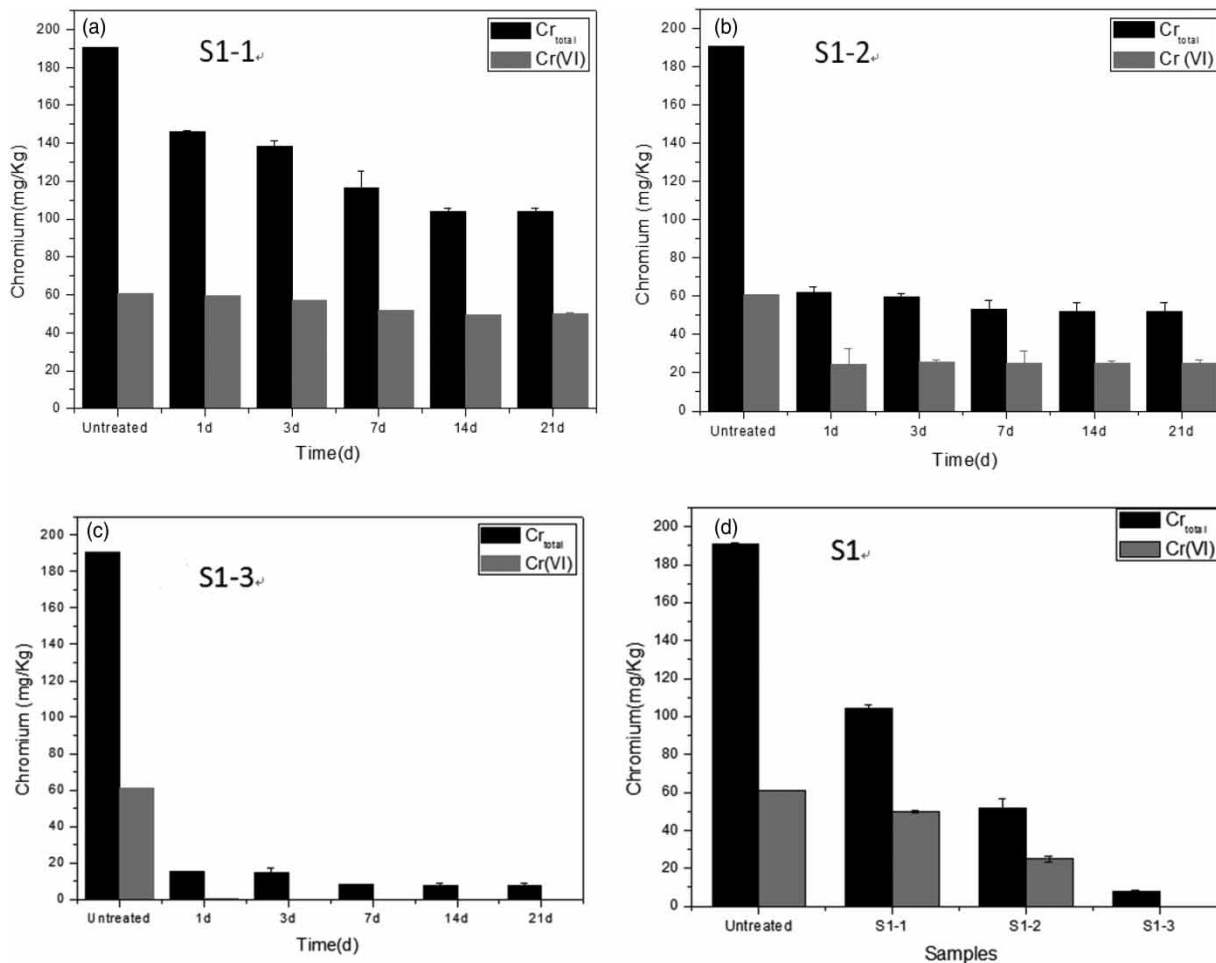 (a)
S1-1↵
Cr total
Cr(VI)
Chromium(mg/Kg)
200
180
160
140
120
100
80
60
40
20
0
Untreated 1d 3d 7d 14d 21d
Time(d)
(b)
S1-2↵
Cr total
Cr (VI)
Chromium (mg/Kg)
200
180
160
140
120
100
80
60
40
20
0
Untreated 1d 3d 7d 14d 21d
Time(d)
(c)
S1-3↵
Cr total
Cr(VI)
Chromium (mg/Kg)
200
180
160
140
120
100
80
60
40
20
0
Untreated 1d 3d 7d 14d 21d
Time(d)
(d)
S1↵
Cr total
Cr(VI)
Chromium(mg/Kg)
200
180
160
140
120
100
80
60
40
20
0
Untreated S1-1 S1-2 S1-3
Samples